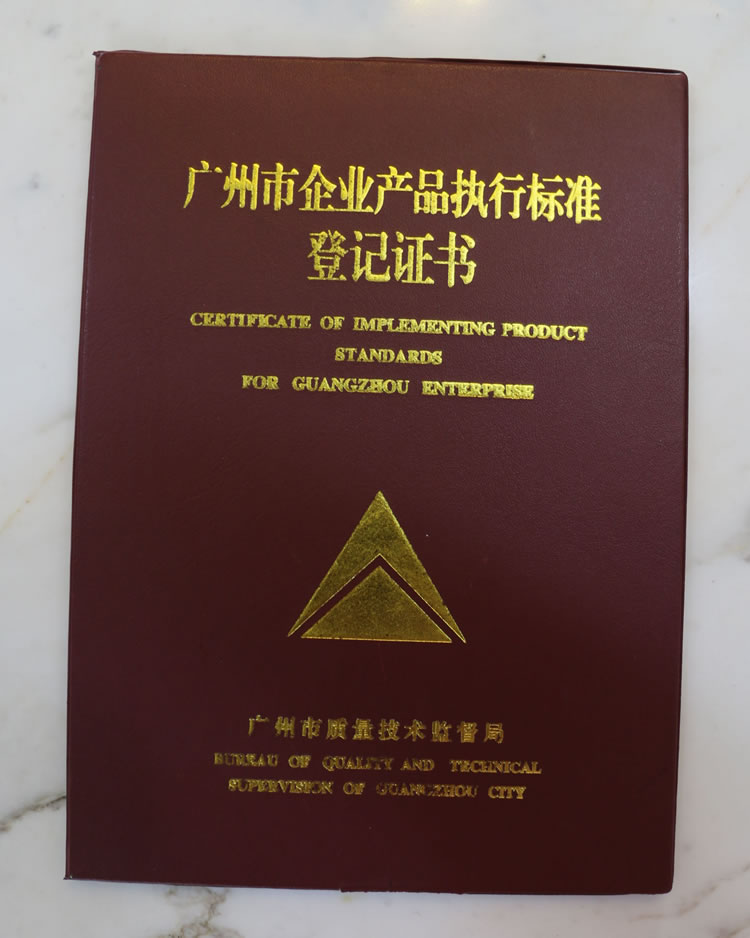 广州市企业产品执行标准
登记证书
CERTIFICATE OF IMPLEMENTING PRODUCT
STANDARDS
FOR GUANGZHOU ENTERPRISE
广州市质量技术监督局
BUREAU OF QUALITY AND TECHNICAL
SUPERVISION OF GUANGZHOU CITY